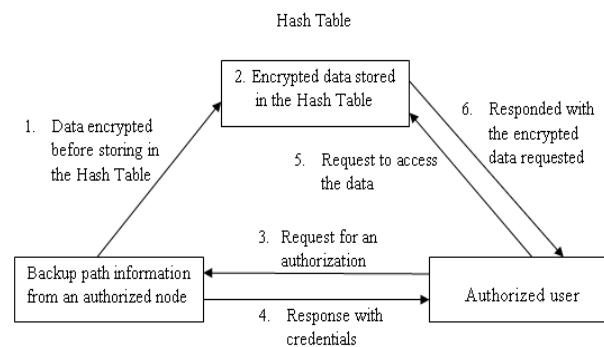 Hash Table
2. Encrypted data stored
in the Hash Table
1. Data encrypted
before storing in
the Hash Table
6. Responded with
the encrypted
data requested
5. Request to access
the data
3. Request for an
authorization
Backup path information
from an authorized node
Authorized user
4. Response with
credentials